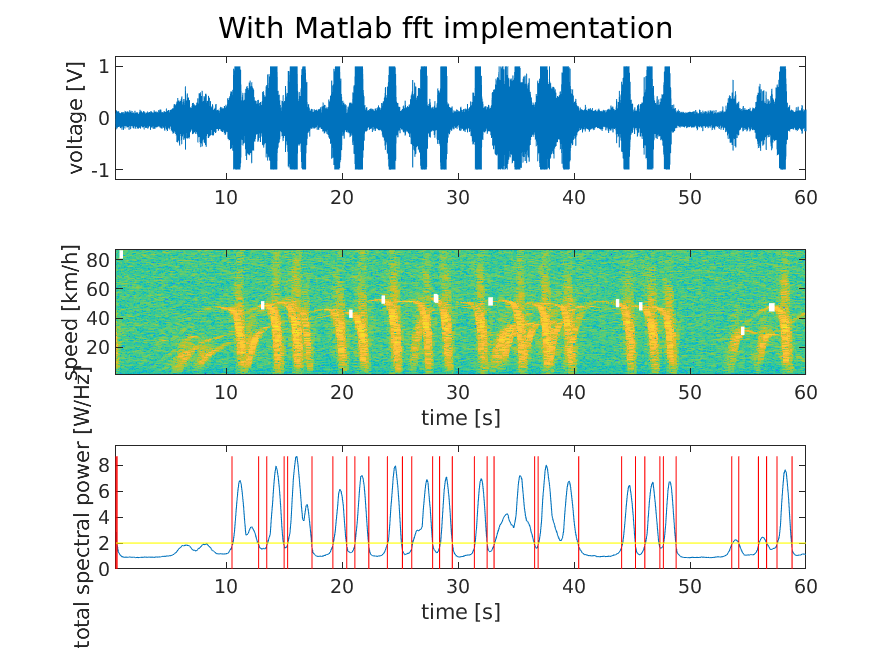 With Matlab fft implementation
voltage [V]
1
0
-1
10 20 30 40 50 60
speed [km/h]
80
60
40
20
10 20 30 40 50 60
time [s]
total spectral power [W/Hz]
8
6
4
2
0
10 20 30 40 50 60
time [s]